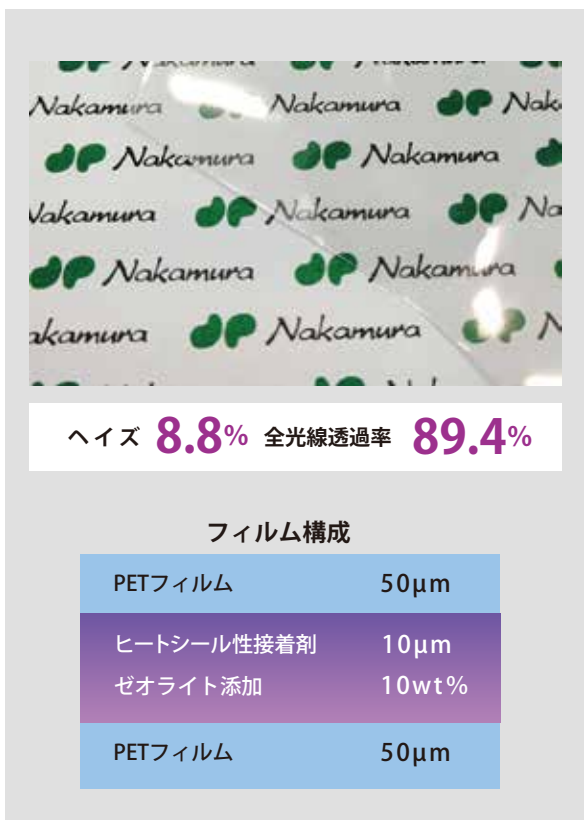 Nakamura Nakamura Nak
Nakamura Nakamura
Nakamura Nakamura Na
Nakamura Nakamura
akamura Nakamura N
ヘイズ 8.8% 全光線透過率 89.4%
フィルム構成
PETフィルム 50μm
ヒートシール性接着剤 10μm
ゼオライト添加 10wt%
PETフィルム 50μm